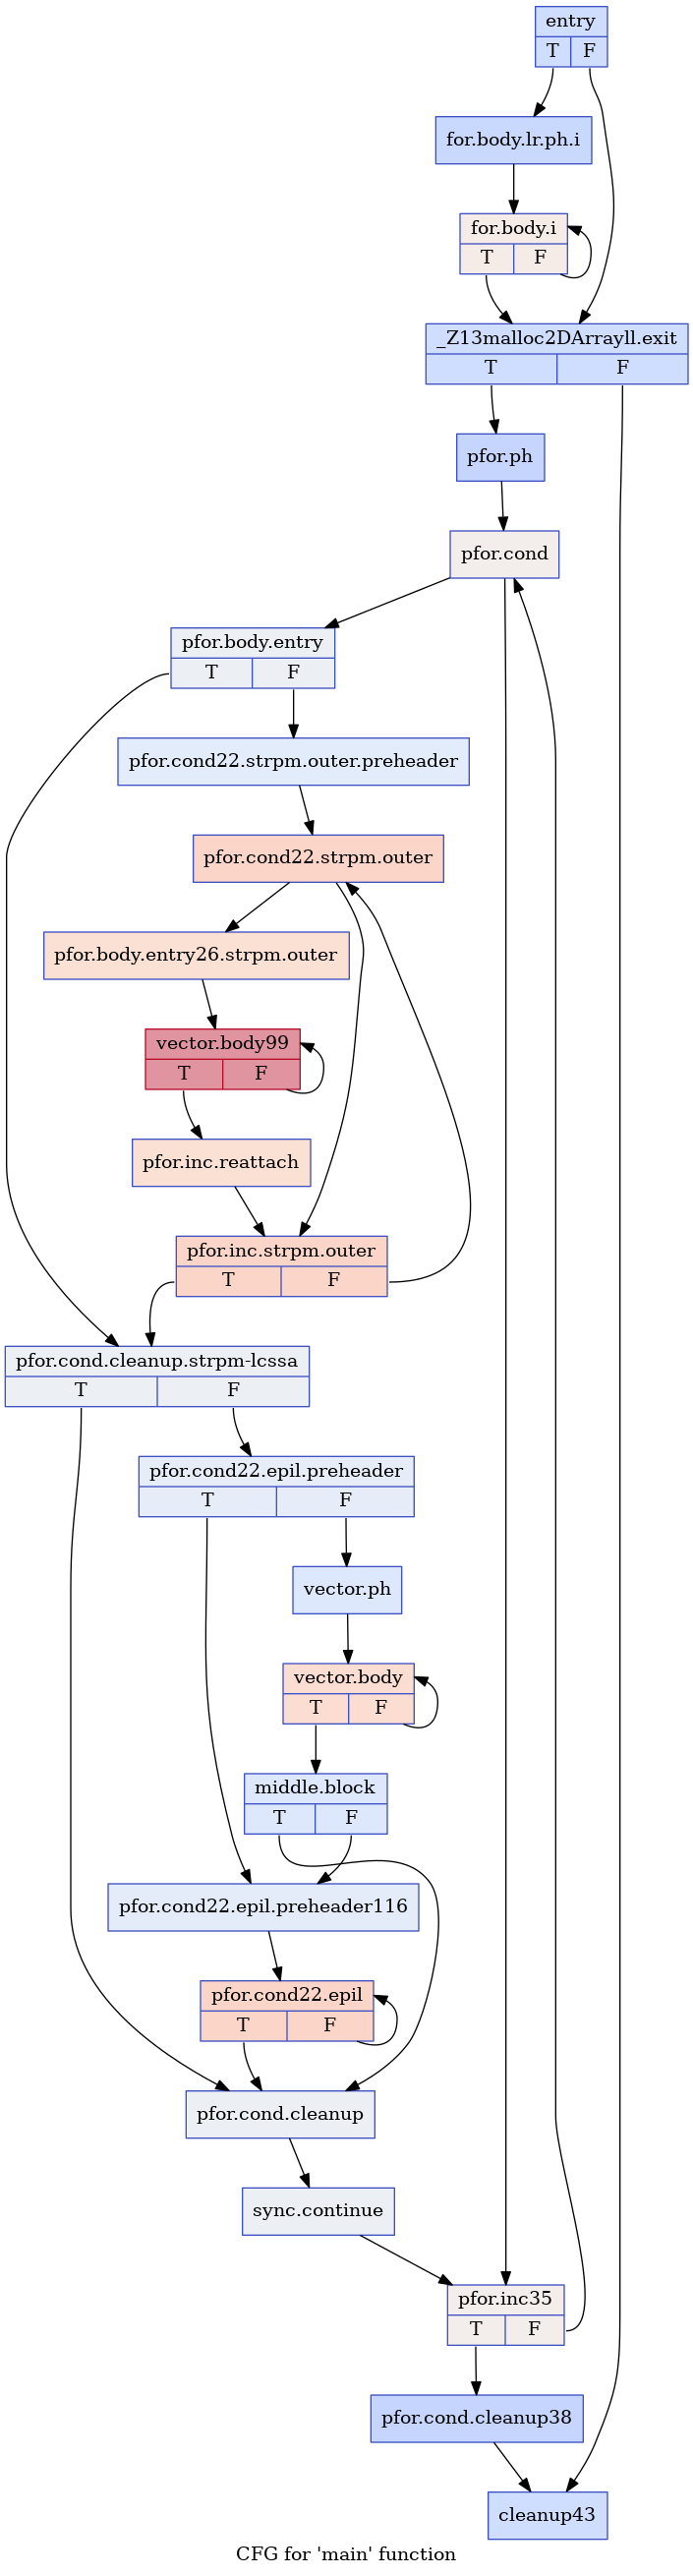 entry
T F
for.body.lr.ph.i
for.body.i
T F
_Z13malloc2DArrayll.exit
T F
pfor.ph
pfor.cond
pfor.body.entry
T F
pfor.cond22.strpm.outer.preheader
pfor.cond22.strpm.outer
pfor.body.entry26.strpm.outer
vector.body99
T F
pfor.inc.reattach
pfor.inc.strpm.outer
T F
pfor.cond.cleanup.strpm-lcssa
T F
pfor.cond22.epil.preheader
T F
vector.ph
vector.body
T F
middle.block
T F
pfor.cond22.epil.preheader116
pfor.cond22.epil
T F
pfor.cond.cleanup
sync.continue
pfor.inc35
T F
pfor.cond.cleanup38
cleanup43
CFG for 'main' function